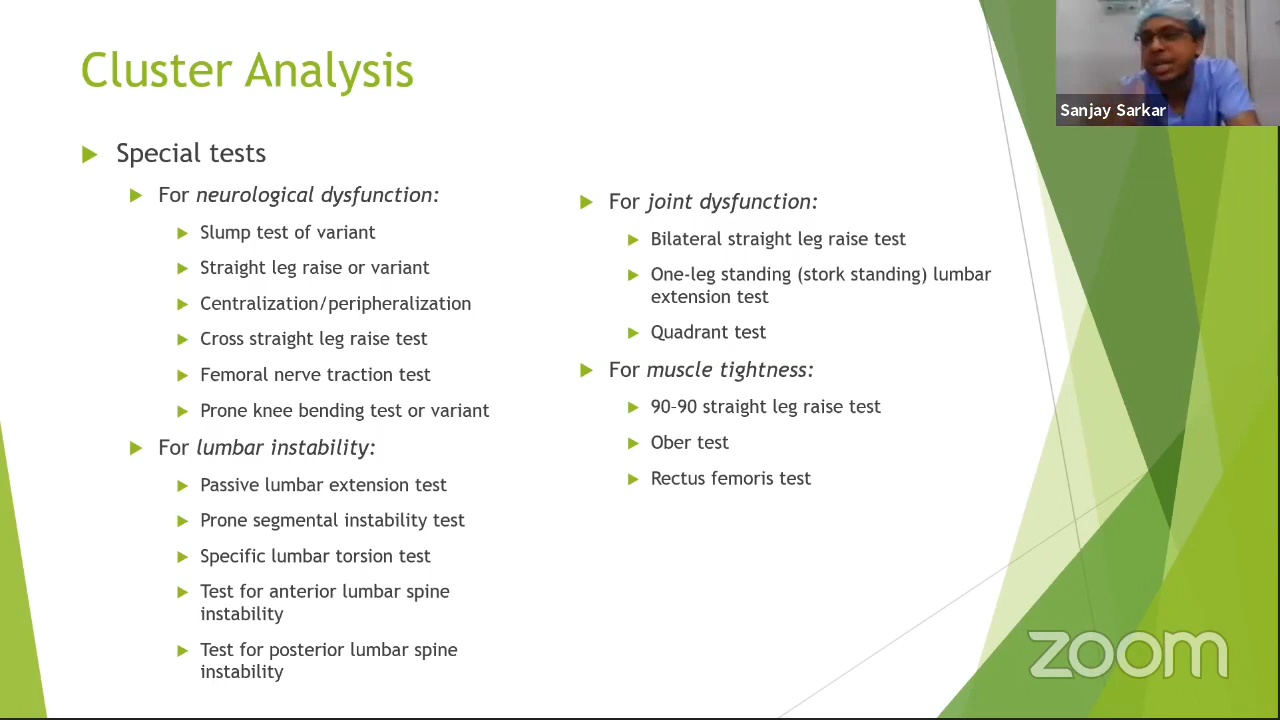 Cluster Analysis
Special tests
For neurological dysfunction:
Slump test of variant
Straight leg raise or variant
Centralization/peripheralization
Cross straight leg raise test
Femoral nerve traction test
Prone knee bending test or variant
For lumbar instability:
Passive lumbar extension test
Prone segmental instability test
Specific lumbar torsion test
Test for anterior lumbar spine
instability
Test for posterior lumbar spine
instability
For joint dysfunction:
Bilateral straight leg raise test
One-leg standing (stork standing) lumbar
extension test
Quadrant test
For muscle tightness:
90-90 straight leg raise test
Ober test
Rectus femoris test
Sanjay Sarkar
zoom